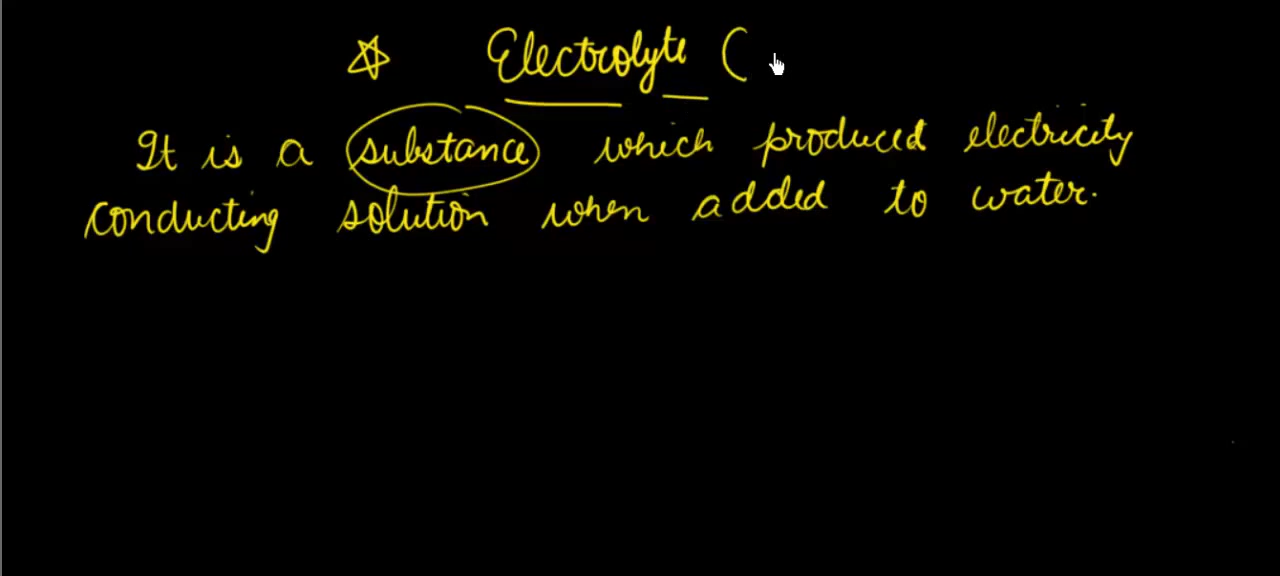 ☆ Electrolyte (
It is a substance which produced electricity
conducting solution when added to water.